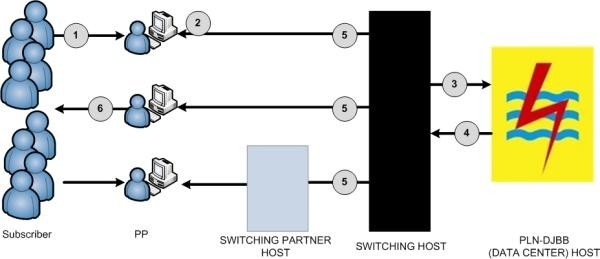 1
2
5
3
6
5
4
5
Subscriber
PP
SWITCHING PARTNER
HOST
SWITCHING HOST
PLN-DJBB
(DATA CENTER) HOST